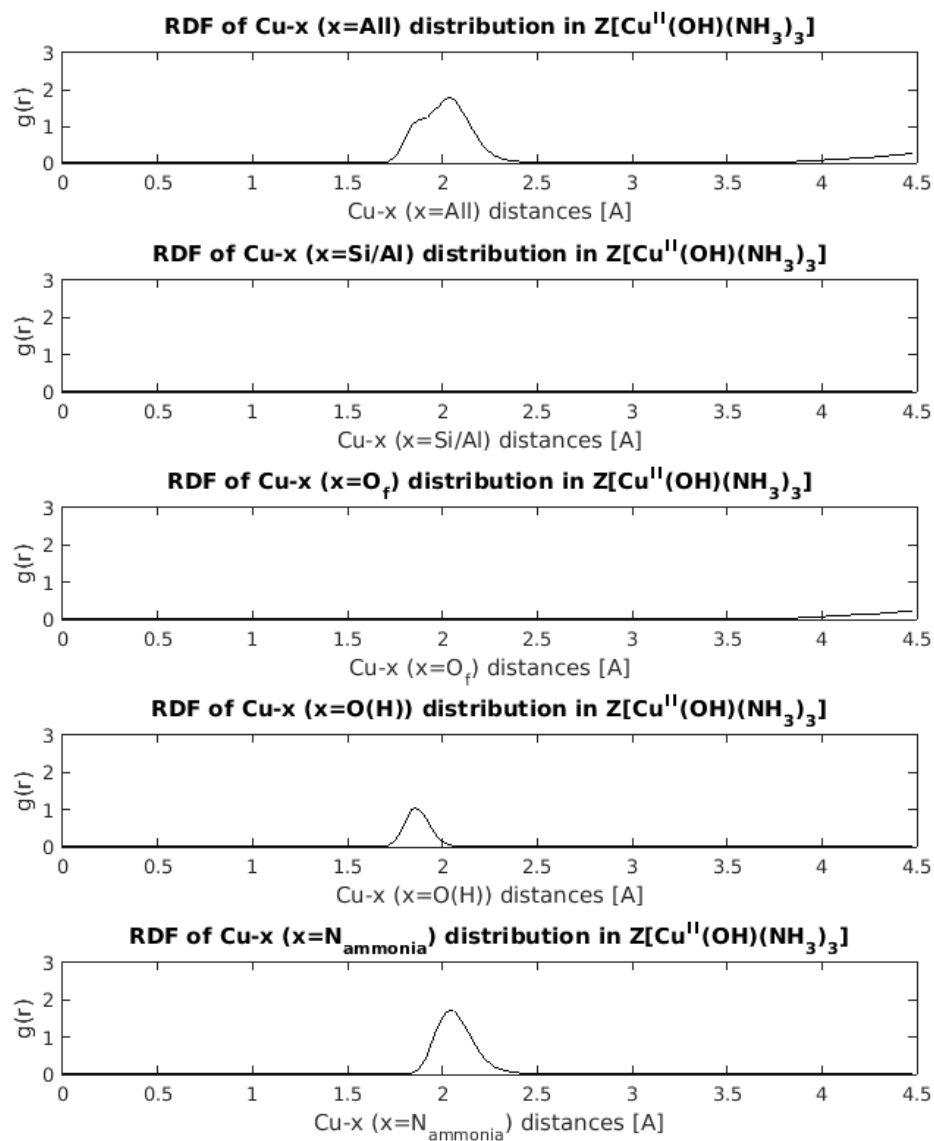 RDF of Cu-x (x=All) distribution in Z[Cu^II(OH)(NH_3)_3]
3
2
1
0
g(r)
0 0.5 1 1.5 2 2.5 3 3.5 4 4.5
Cu-x (x=All) distances [A]
RDF of Cu-x (x=Si/Al) distribution in Z[Cu^II(OH)(NH_3)_3]
3
2
1
0
g(r)
0 0.5 1 1.5 2 2.5 3 3.5 4 4.5
Cu-x (x=Si/Al) distances [A]
RDF of Cu-x (x=O_f) distribution in Z[Cu^II(OH)(NH_3)_3]
3
2
1
0
g(r)
0 0.5 1 1.5 2 2.5 3 3.5 4 4.5
Cu-x (x=O_f) distances [A]
RDF of Cu-x (x=O(H)) distribution in Z[Cu^II(OH)(NH_3)_3]
3
2
1
0
g(r)
0 0.5 1 1.5 2 2.5 3 3.5 4 4.5
Cu-x (x=O(H)) distances [A]
RDF of Cu-x (x=N_ammonia) distribution in Z[Cu^II(OH)(NH_3)_3]
3
2
1
0
g(r)
0 0.5 1 1.5 2 2.5 3 3.5 4 4.5
Cu-x (x=N_ammonia) distances [A]